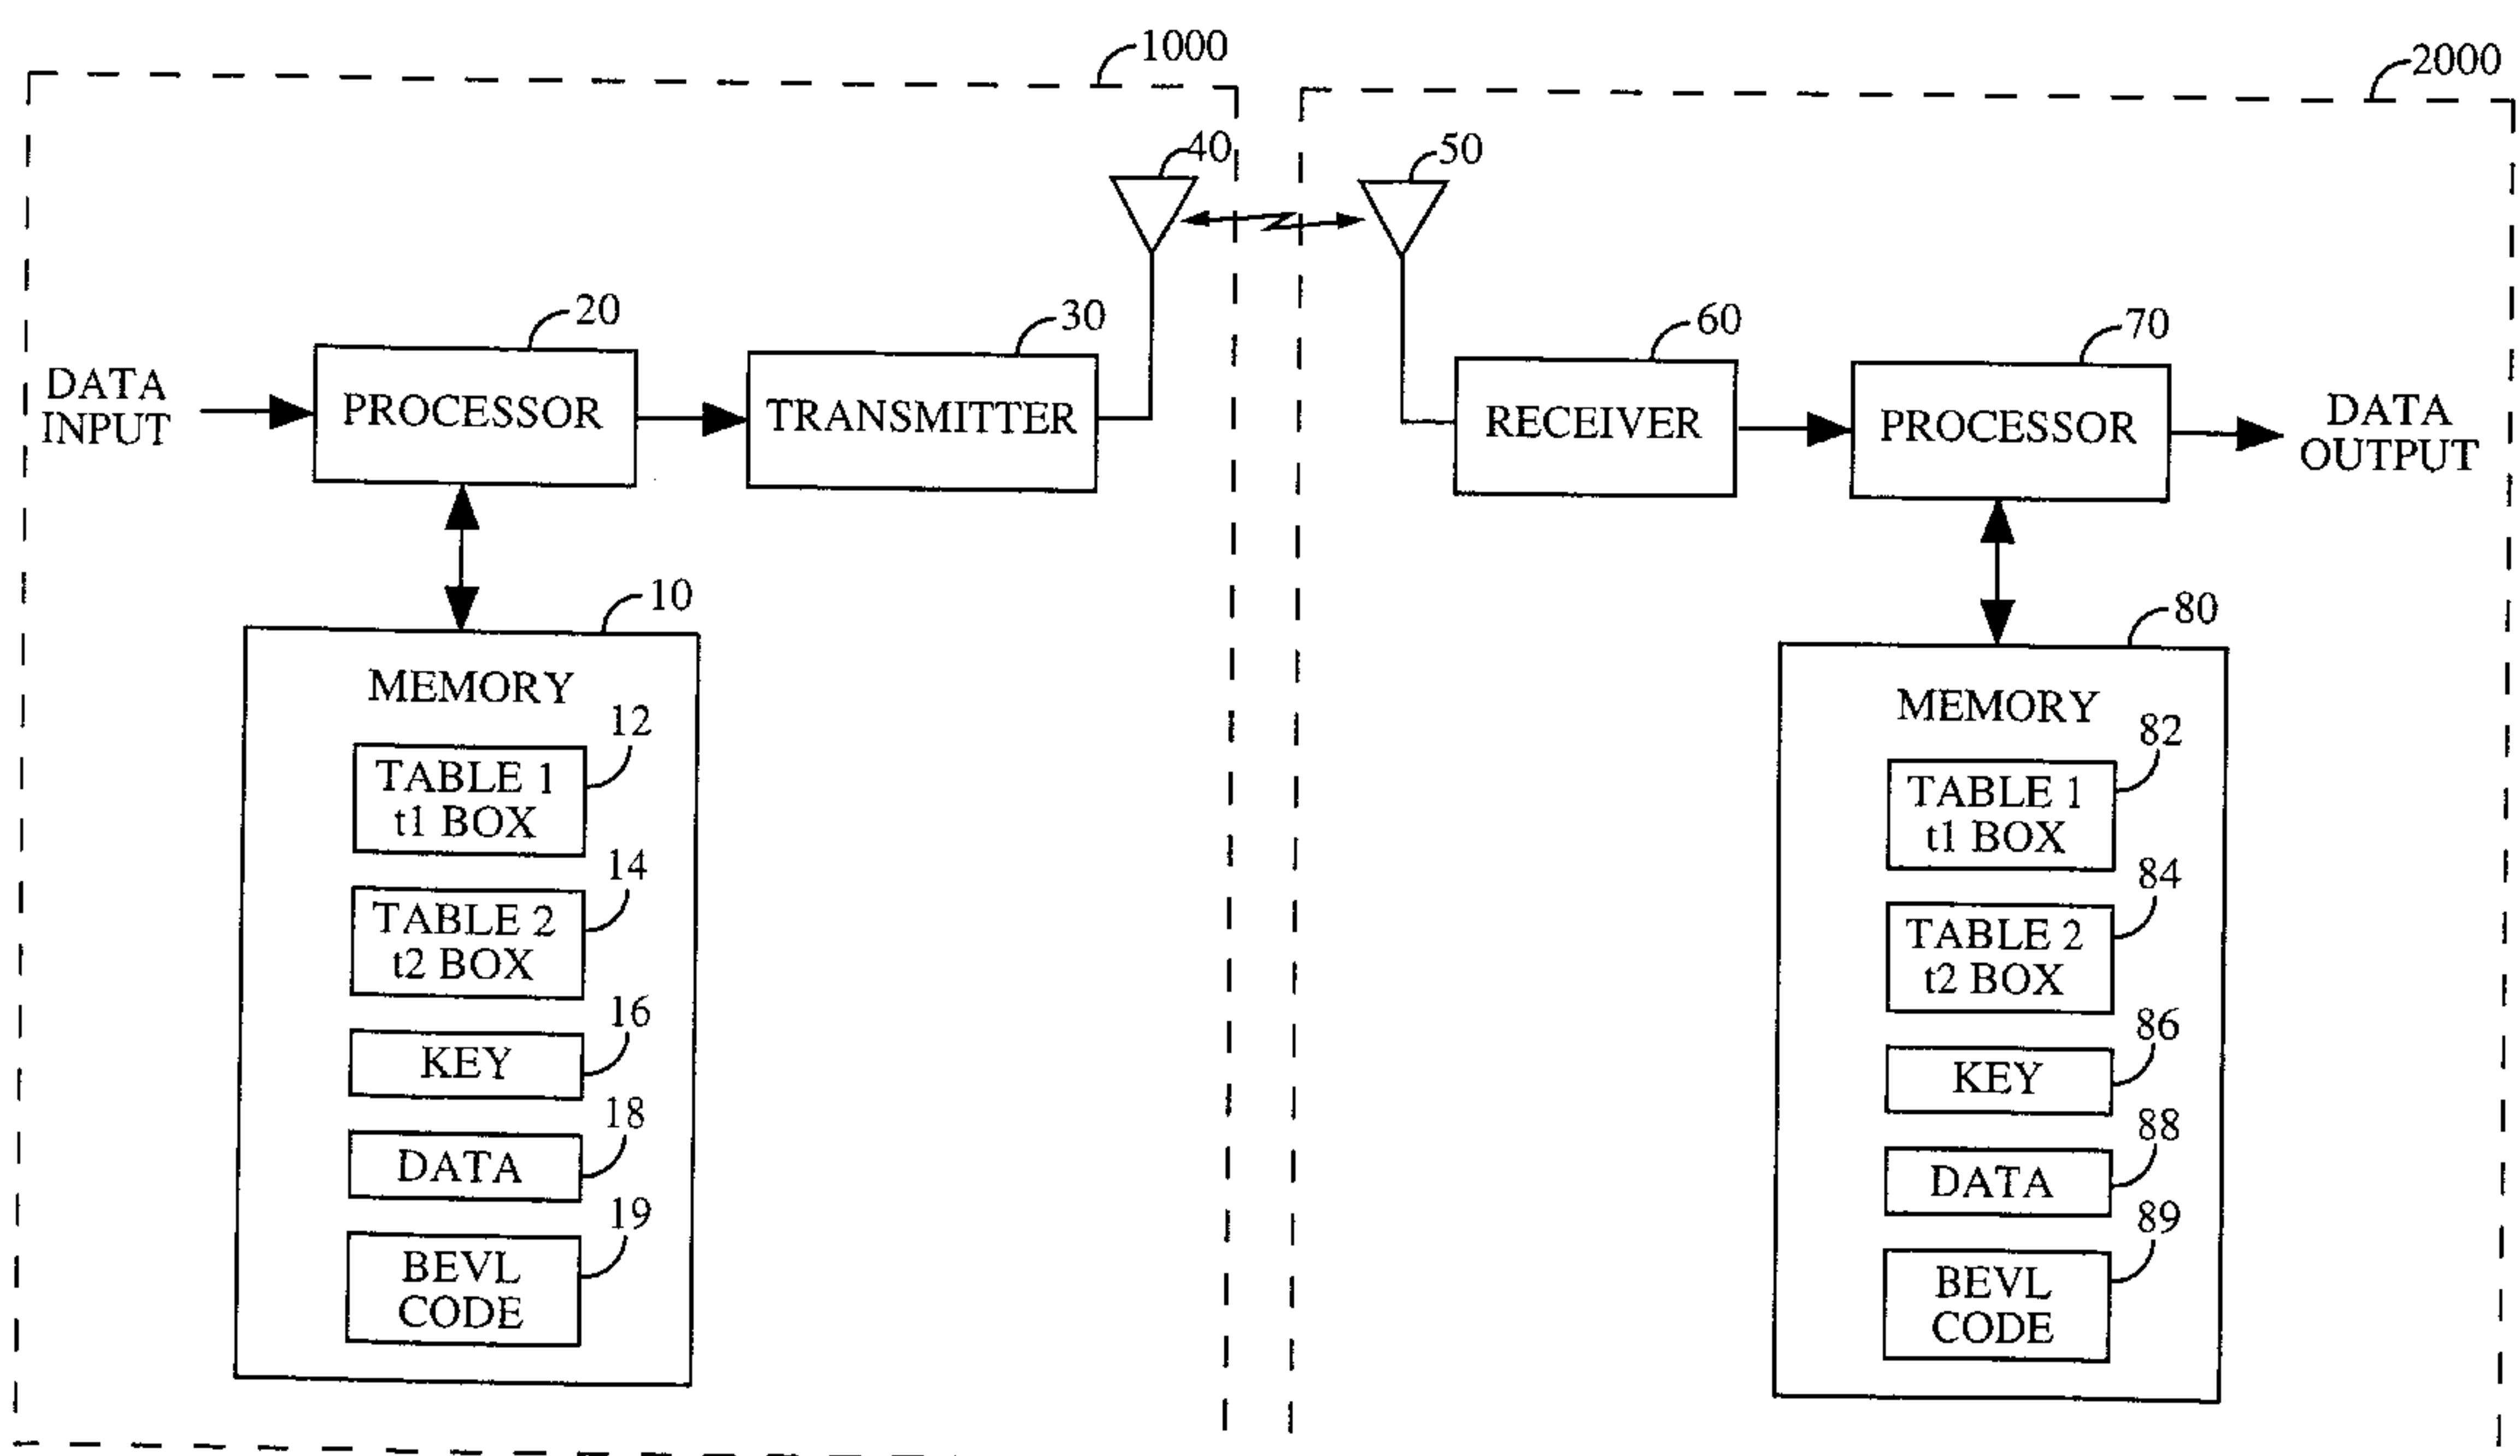 1000
2000
40
50
20
30
60
70
DATA
INPUT
PROCESSOR
TRANSMITTER
RECEIVER
PROCESSOR
DATA
OUTPUT
10
MEMORY
12
TABLE 1
t1 BOX
14
TABLE 2
t2 BOX
16
KEY
18
DATA
19
BEVL
CODE
80
MEMORY
82
TABLE 1
t1 BOX
84
TABLE 2
t2 BOX
86
KEY
88
DATA
89
BEVL
CODE